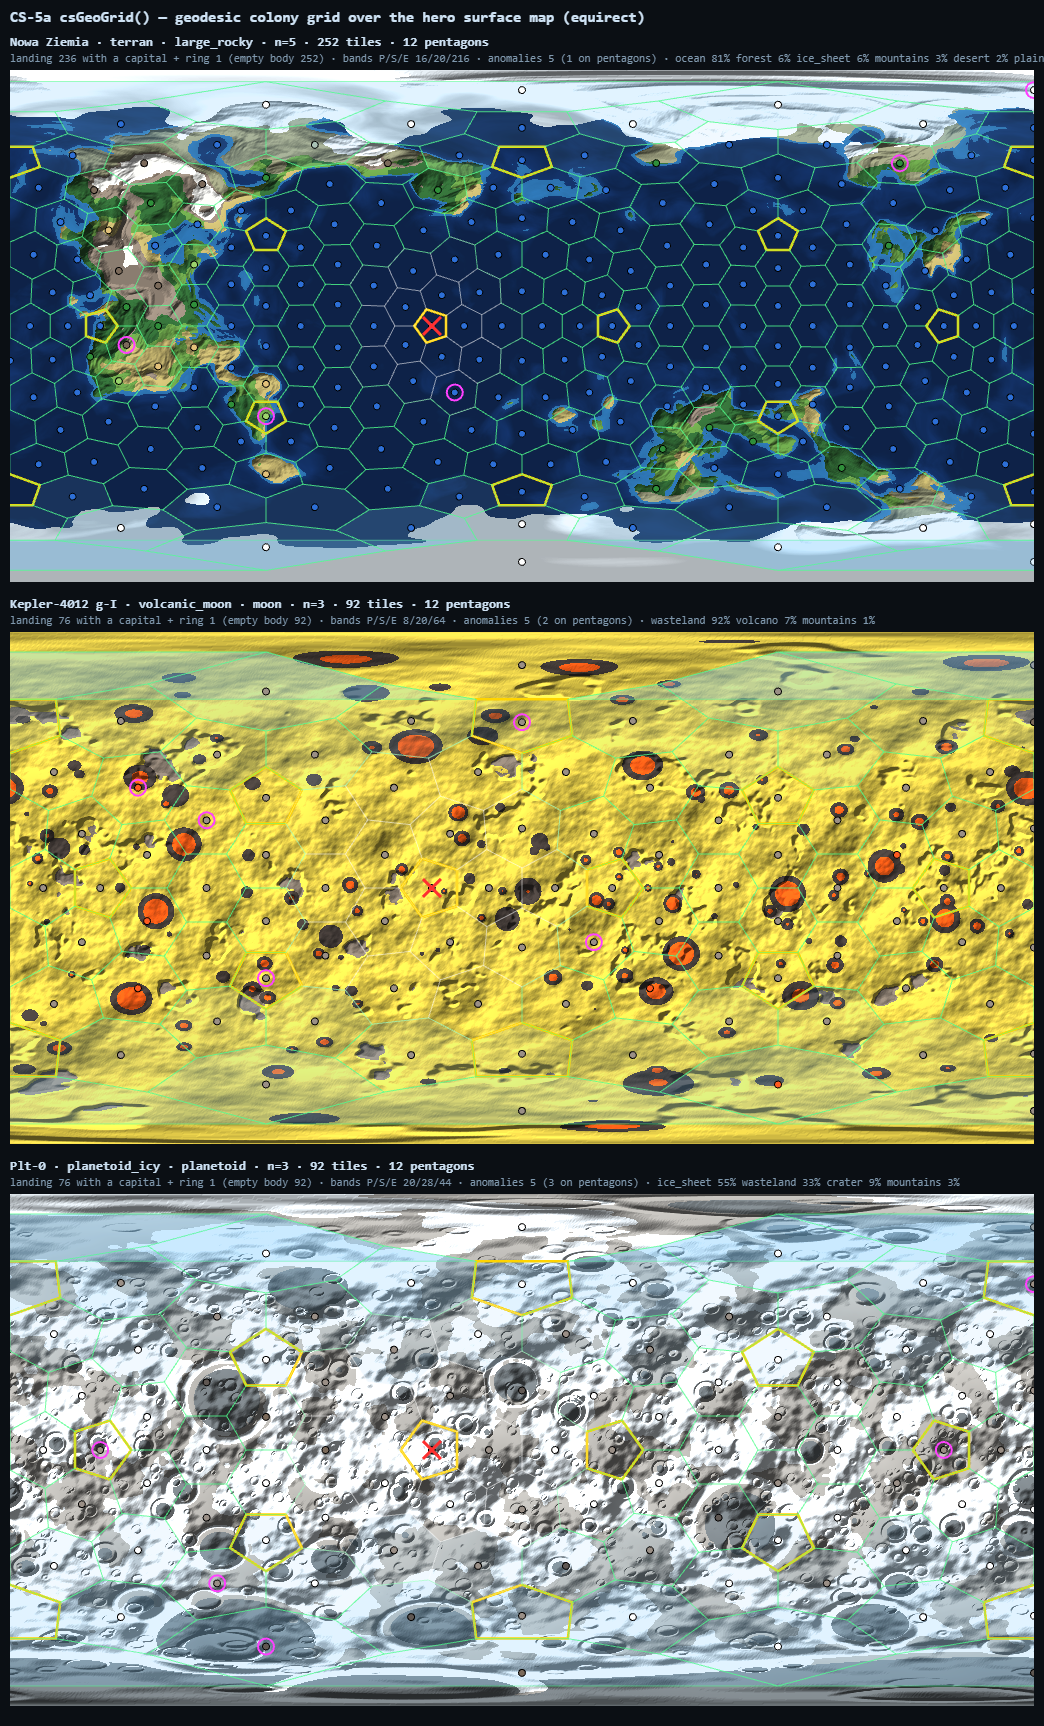 CS-5a csGeoGrid() — geodesic colony grid over the hero surface map (equirect)
Nowa Ziemia · terran · large_rocky · n=5 · 252 tiles · 12 pentagons
landing 236 with a capital + ring 1 (empty body 252) · bands P/S/E 16/20/216 · anomalies 5 (1 on pentagons) · ocean 81% forest 6% ice_sheet 6% mountains 3% desert 2% plain
Kepler-4012 g-I · volcanic_moon · moon · n=3 · 92 tiles · 12 pentagons
landing 76 with a capital + ring 1 (empty body 92) · bands P/S/E 8/20/64 · anomalies 5 (2 on pentagons) · wasteland 92% volcano 7% mountains 1%
Plt-0 · planetoid_icy · planetoid · n=3 · 92 tiles · 12 pentagons
landing 76 with a capital + ring 1 (empty body 92) · bands P/S/E 20/28/44 · anomalies 5 (3 on pentagons) · ice_sheet 55% wasteland 33% crater 9% mountains 3%